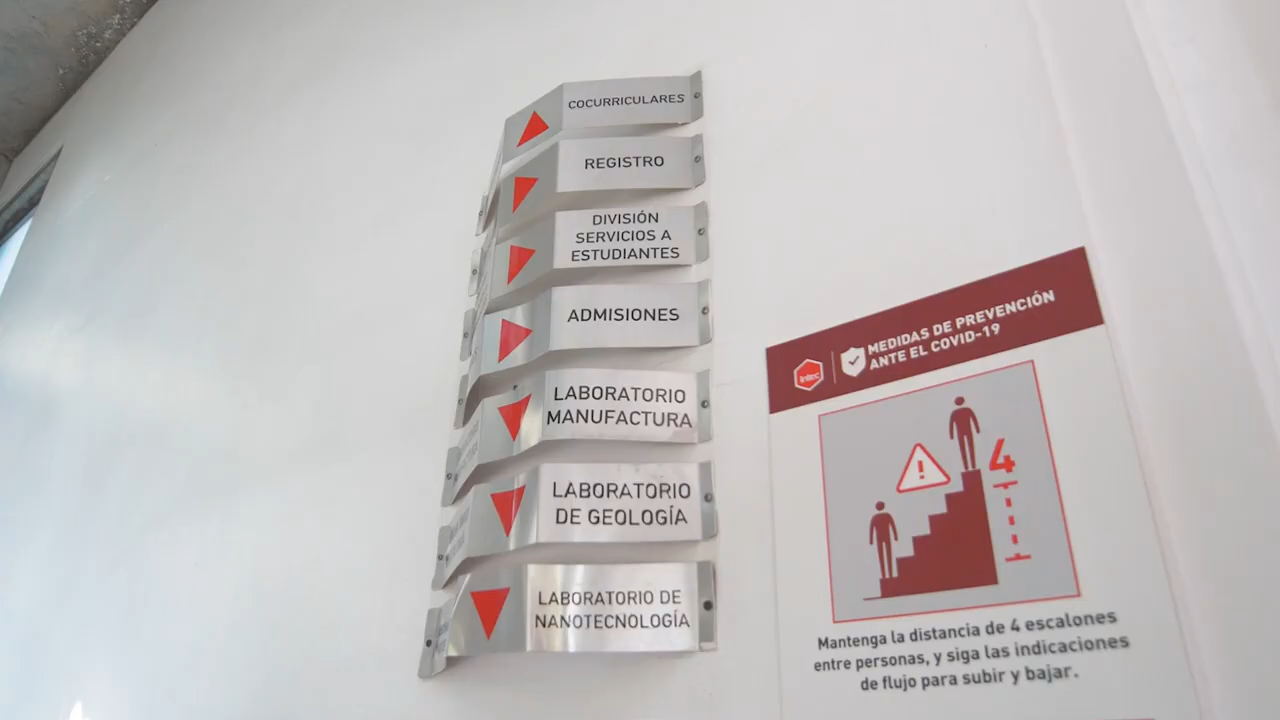 COCURRICULARES
REGISTRO
DIVISIÓN
SERVICIOS A
ESTUDIANTES
ADMISIONES
LABORATORIO
MANUFACTURA
LABORATORIO
DE GEOLOGÍA
LABORATORIO DE
NANOTECNOLOGÍA
intec
MEDIDAS DE PREVENCIÓN
ANTE EL COVID-19
4
Mantenga la distancia de 4 escalones
entre personas, y siga las indicaciones
de flujo para subir y bajar.